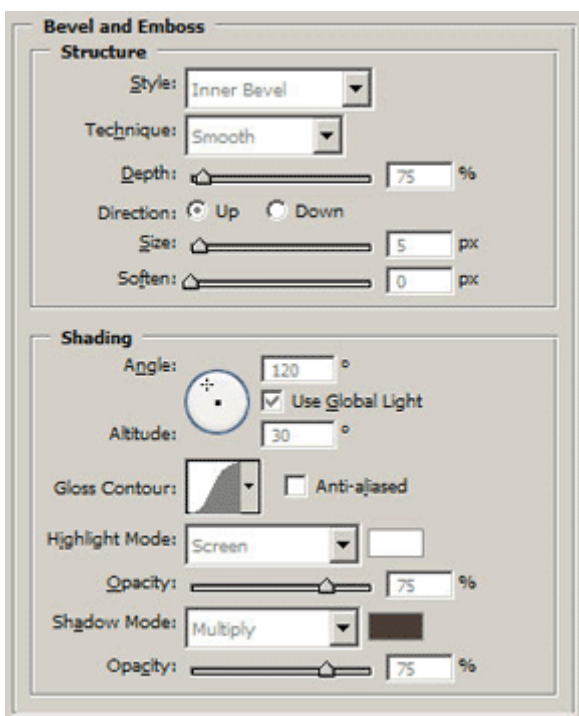 Bevel and Emboss
Structure
Style: Inner Bevel
Technique: Smooth
Depth: 75 %
Direction: Up Down
Size: 5 px
Soften: 0 px
Shading
Angle: 120 °
Use Global Light
Altitude: 30 °
Gloss Contour: Anti-aliased
Highlight Mode: Screen
Opacity: 75 %
Shadow Mode: Multiply
Opacity: 75 %